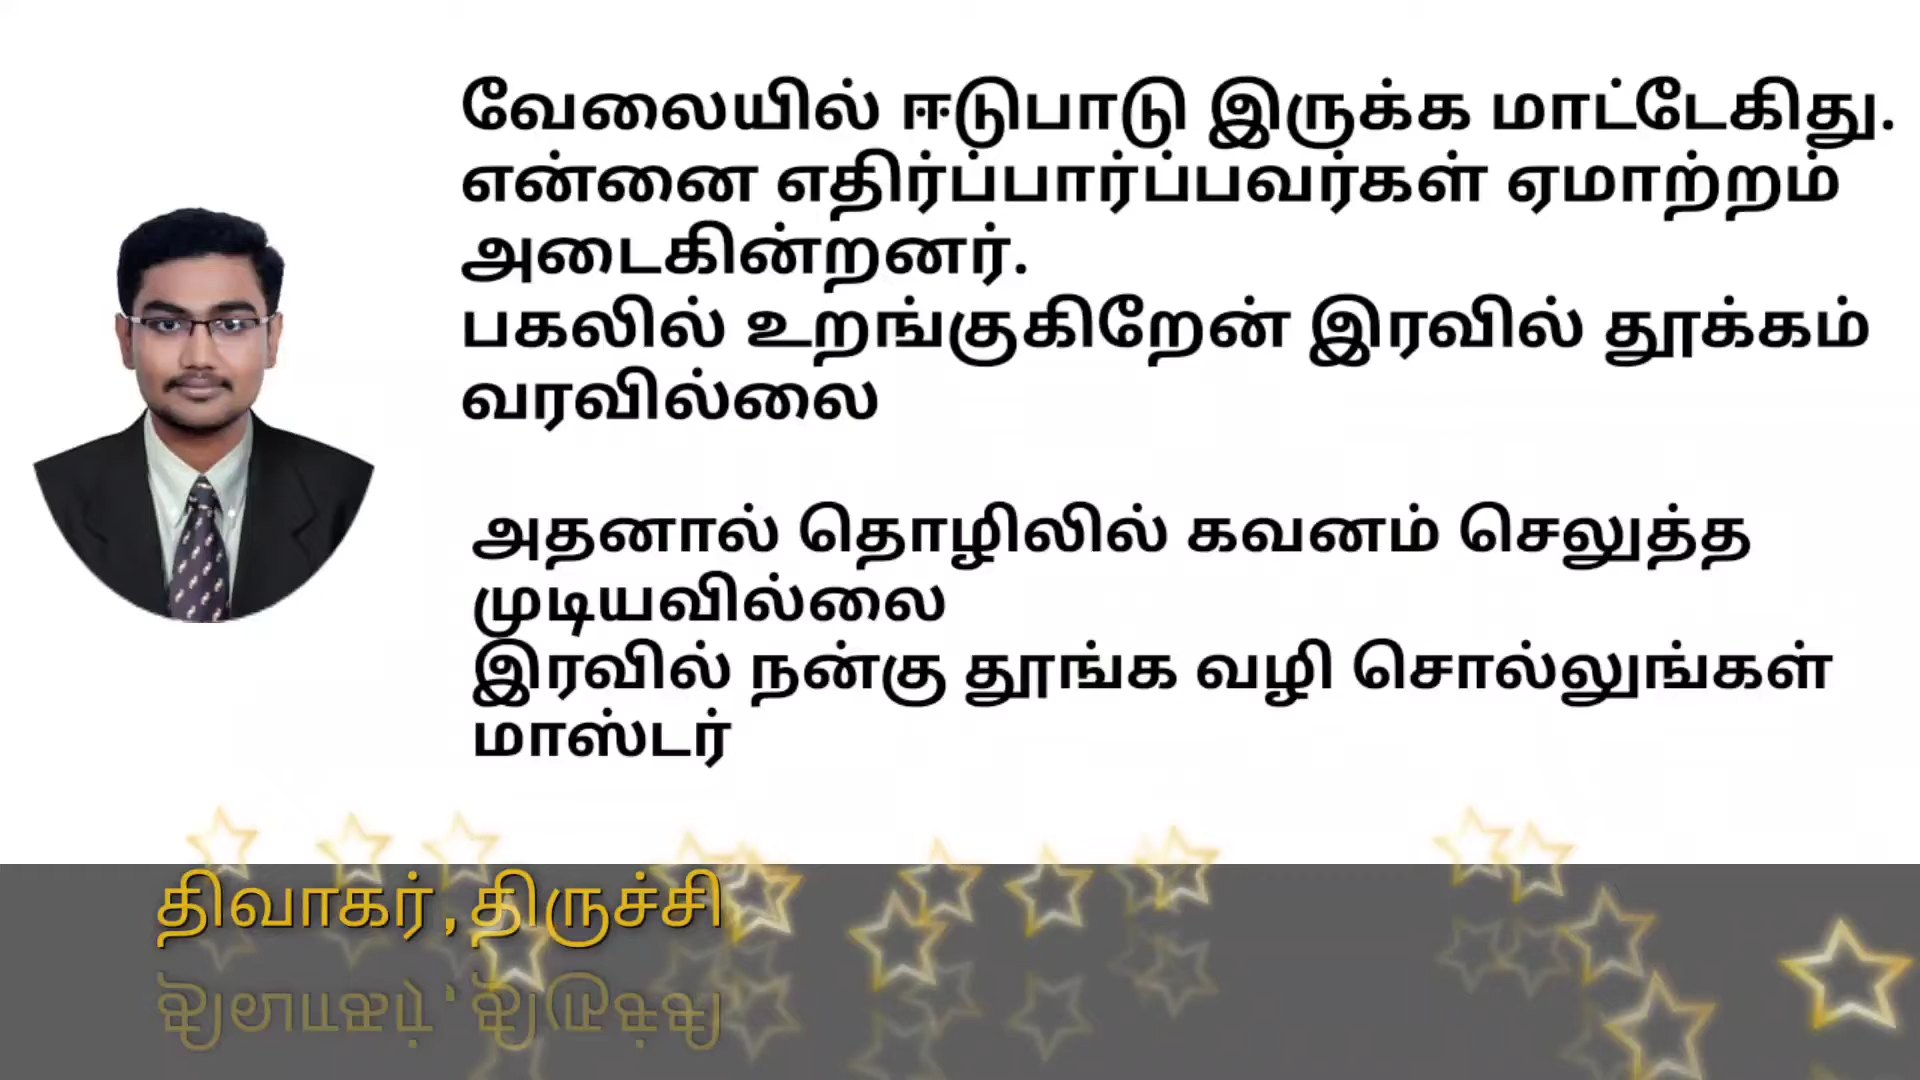 வேலையில் ஈடுபாடு இருக்க மாட்டேகிது.
என்னை எதிர்ப்பார்ப்பவர்கள் ஏமாற்றம்
அடைகின்றனர்.
பகலில் உறங்குகிறேன் இரவில் தூக்கம்
வரவில்லை
அதனால் தொழிலில் கவனம் செலுத்த
முடியவில்லை
இரவில் நன்கு தூங்க வழி சொல்லுங்கள்
மாஸ்டர்
திவாகர்,திருச்சி